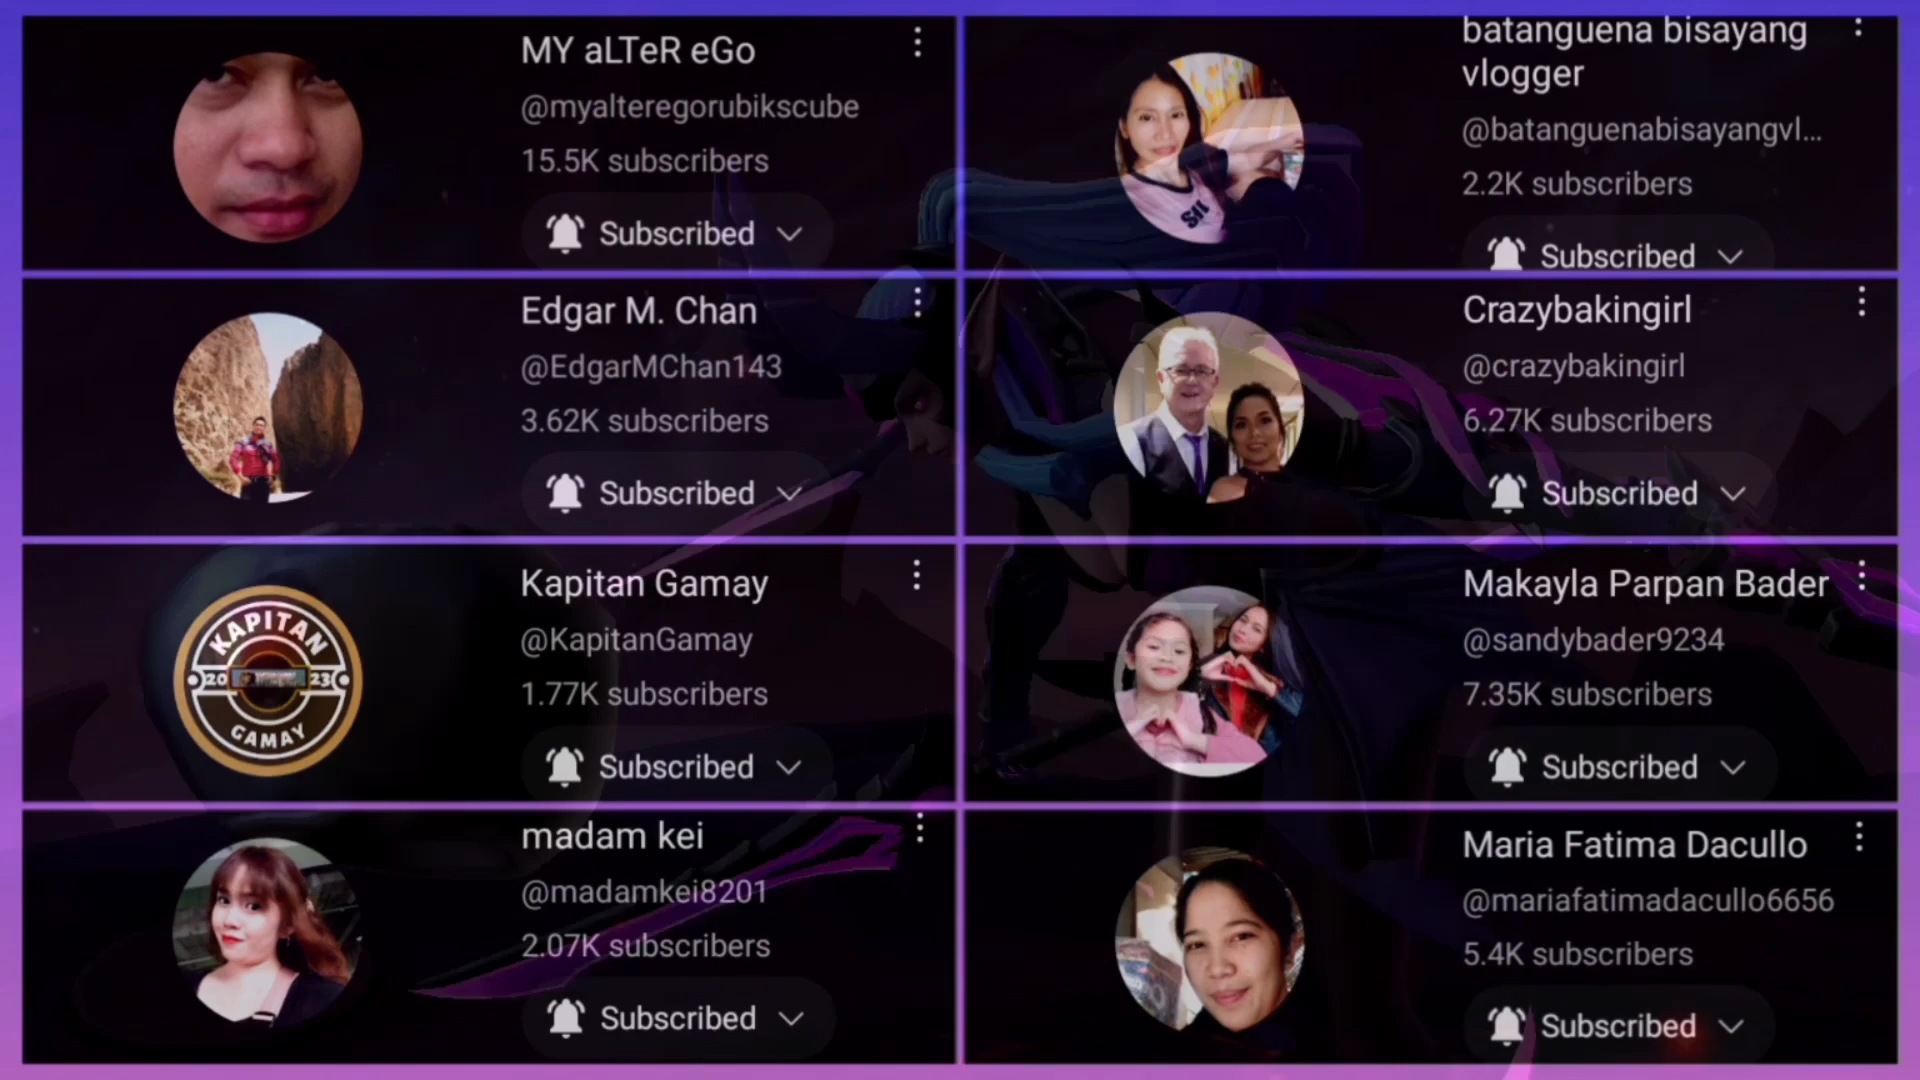 MY aLTeR eGo
@myalteregorubikscube
15.5K subscribers
Subscribed
batanguena bisayang
vlogger
@batanguenabisayangvl...
2.2K subscribers
Subscribed
SII
Edgar M. Chan
@EdgarMChan143
3.62K subscribers
Subscribed
Crazybakingirl
@crazybakingirl
6.27K subscribers
Subscribed
KAPITAN
20 23
GAMAY
Kapitan Gamay
@KapitanGamay
1.77K subscribers
Subscribed
Makayla Parpan Bader
@sandybader9234
7.35K subscribers
Subscribed
madam kei
@madamkei8201
2.07K subscribers
Subscribed
Maria Fatima Dacullo
@mariafatimadacullo6656
5.4K subscribers
Subscribed